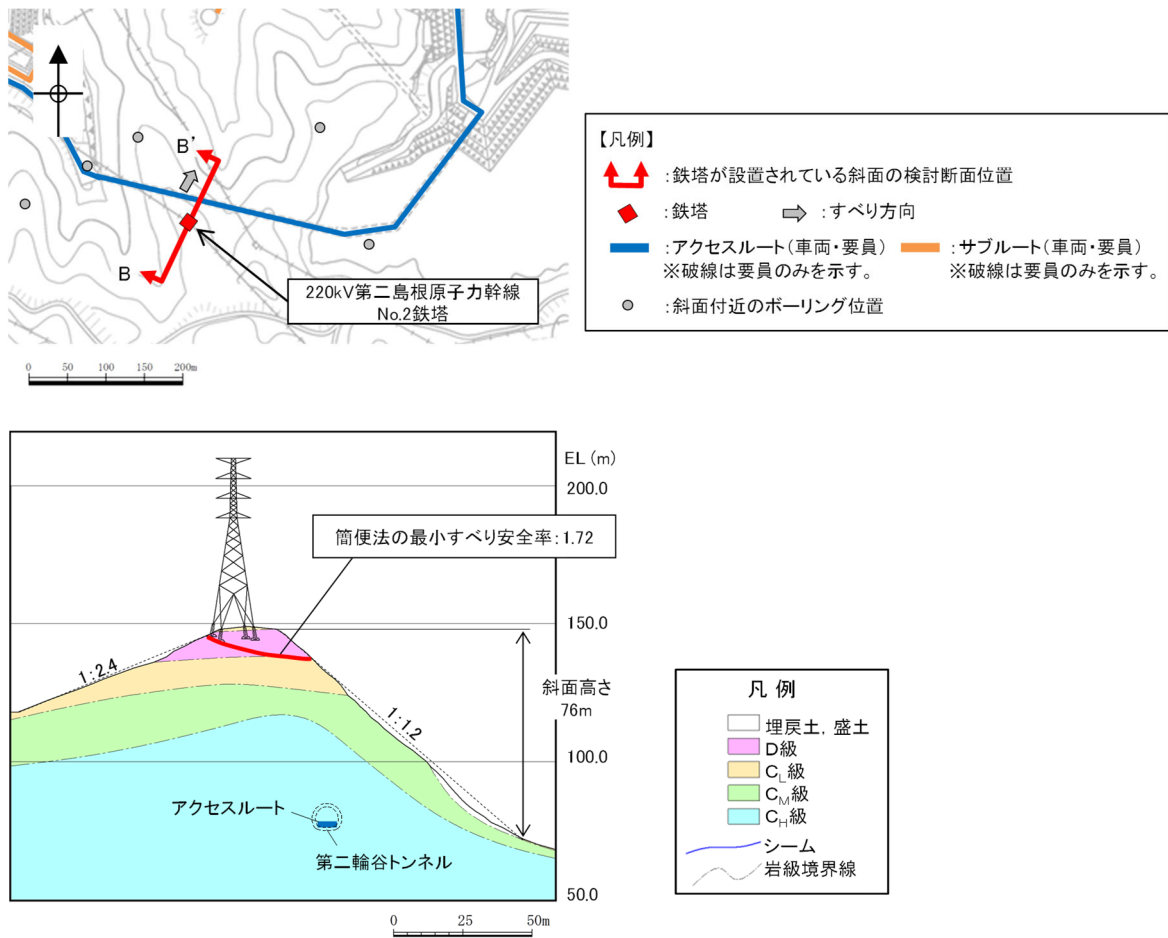 B’
B
220kV第二島根原子力幹線
No.2鉄塔
0 50 100 150 200m
【凡例】
:鉄塔が設置されている斜面の検討断面位置
:鉄塔 :すべり方向
:アクセスルート(車両・要員) :サブルート(車両・要員)
※破線は要員のみを示す。 ※破線は要員のみを示す。
:斜面付近のボーリング位置
EL(m)
200.0
簡便法の最小すべり安全率:1.72
150.0
1:2.4
斜面高さ
76m
1:1.2
100.0
アクセスルート
第二輪谷トンネル
50.0
0 25 50m
凡 例
埋戻土,盛土
D級
CL級
CM級
CH級
シーム
岩級境界線